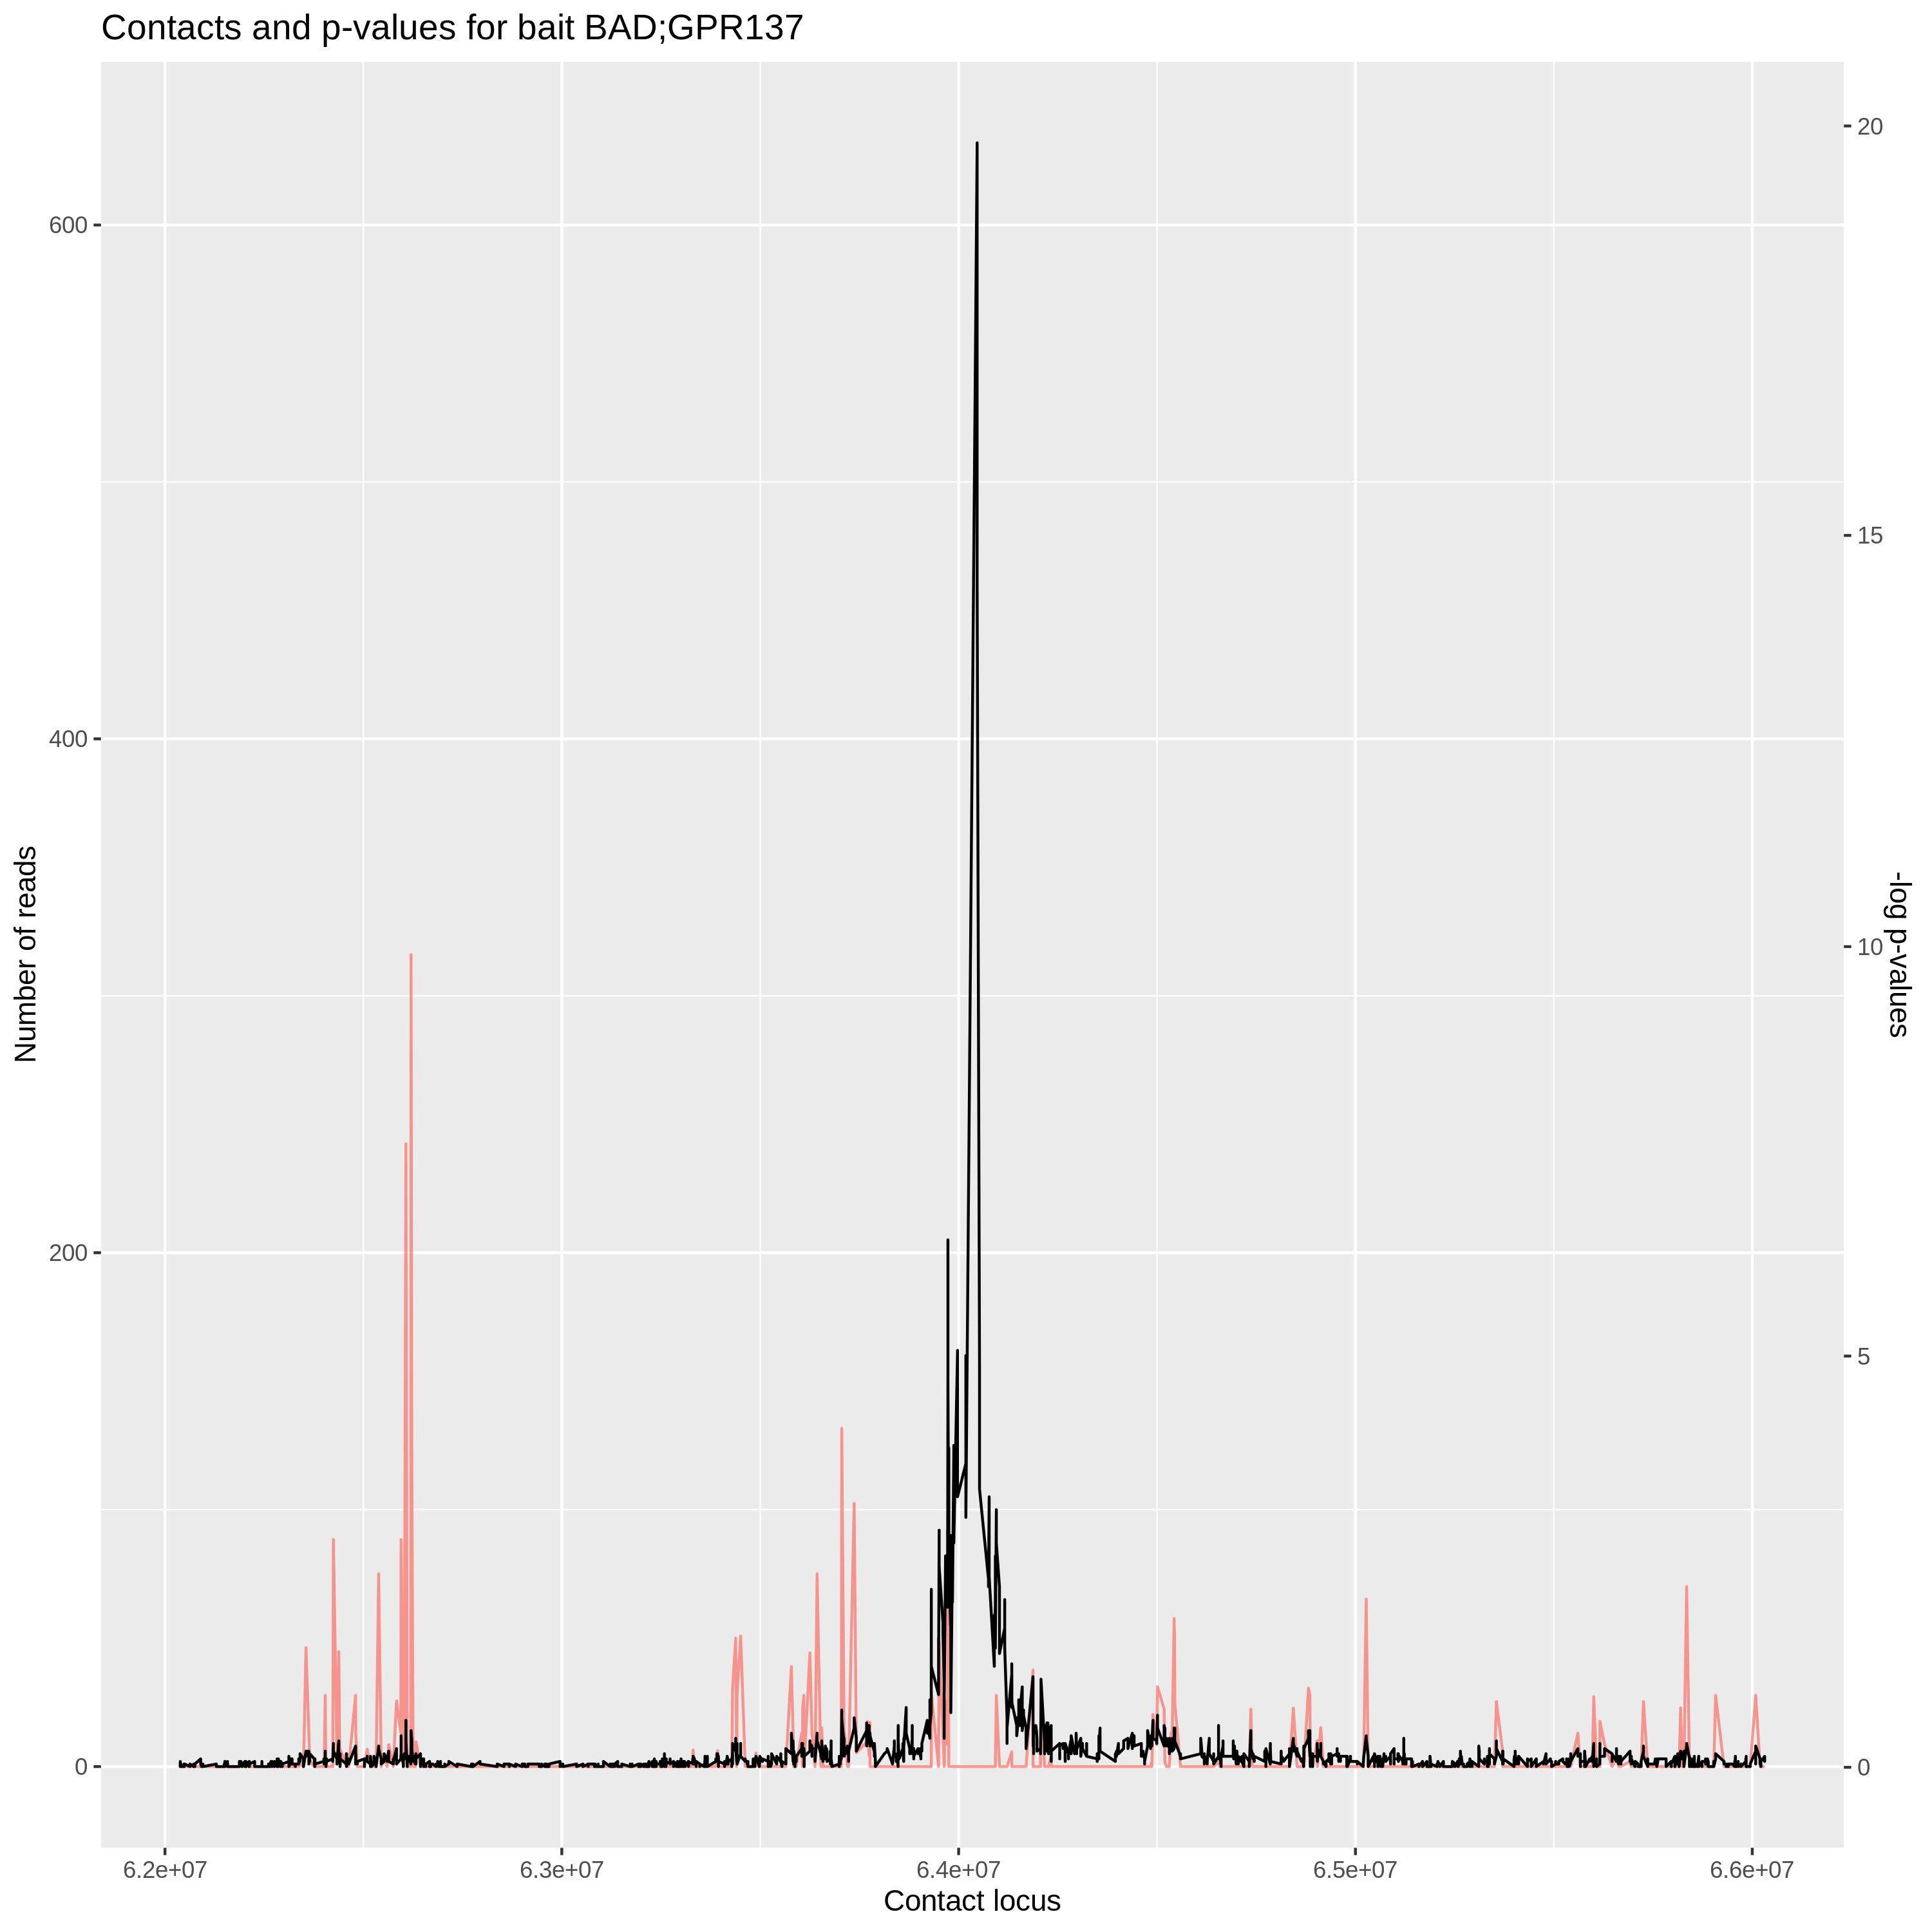 Contacts and p-values for bait BAD;GPR137
Number of reads
600
400
200
0
20
15
10
5
0
-log p-values
6.2e+07
6.3e+07
6.4e+07
6.5e+07
6.6e+07
Contact locus